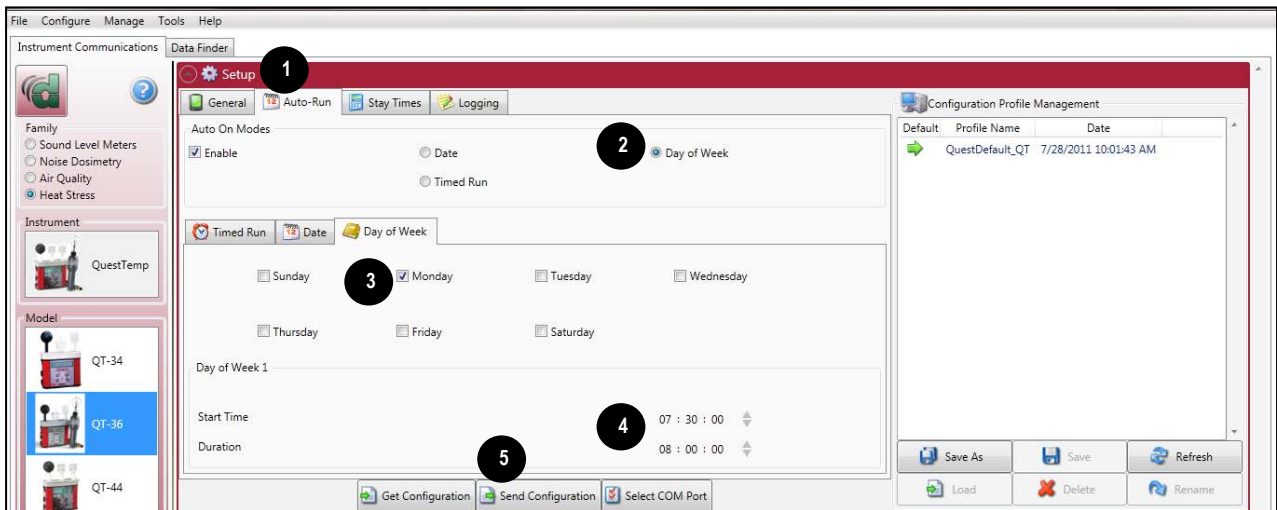 File Configure Manage Tools Help
Instrument Communications Data Finder
Setup 1
General Auto-Run Stay Times Logging
Auto On Modes
Enable Date 2 Day of Week
Timed Run
Timed Run Date Day of Week
Sunday 3 Monday Tuesday Wednesday
Thursday Friday Saturday
Day of Week 1
Start Time 4 07 : 30 : 00
Duration 08 : 00 : 00
5
Get Configuration Send Configuration Select COM Port
Family
Sound Level Meters
Noise Dosimetry
Air Quality
Heat Stress
Instrument
QuestTemp
Model
QT-34
QT-36
QT-44
Configuration Profile Management
Default Profile Name Date
QuestDefault_QT 7/28/2011 10:01:43 AM
Save As Save Refresh
Load Delete Rename